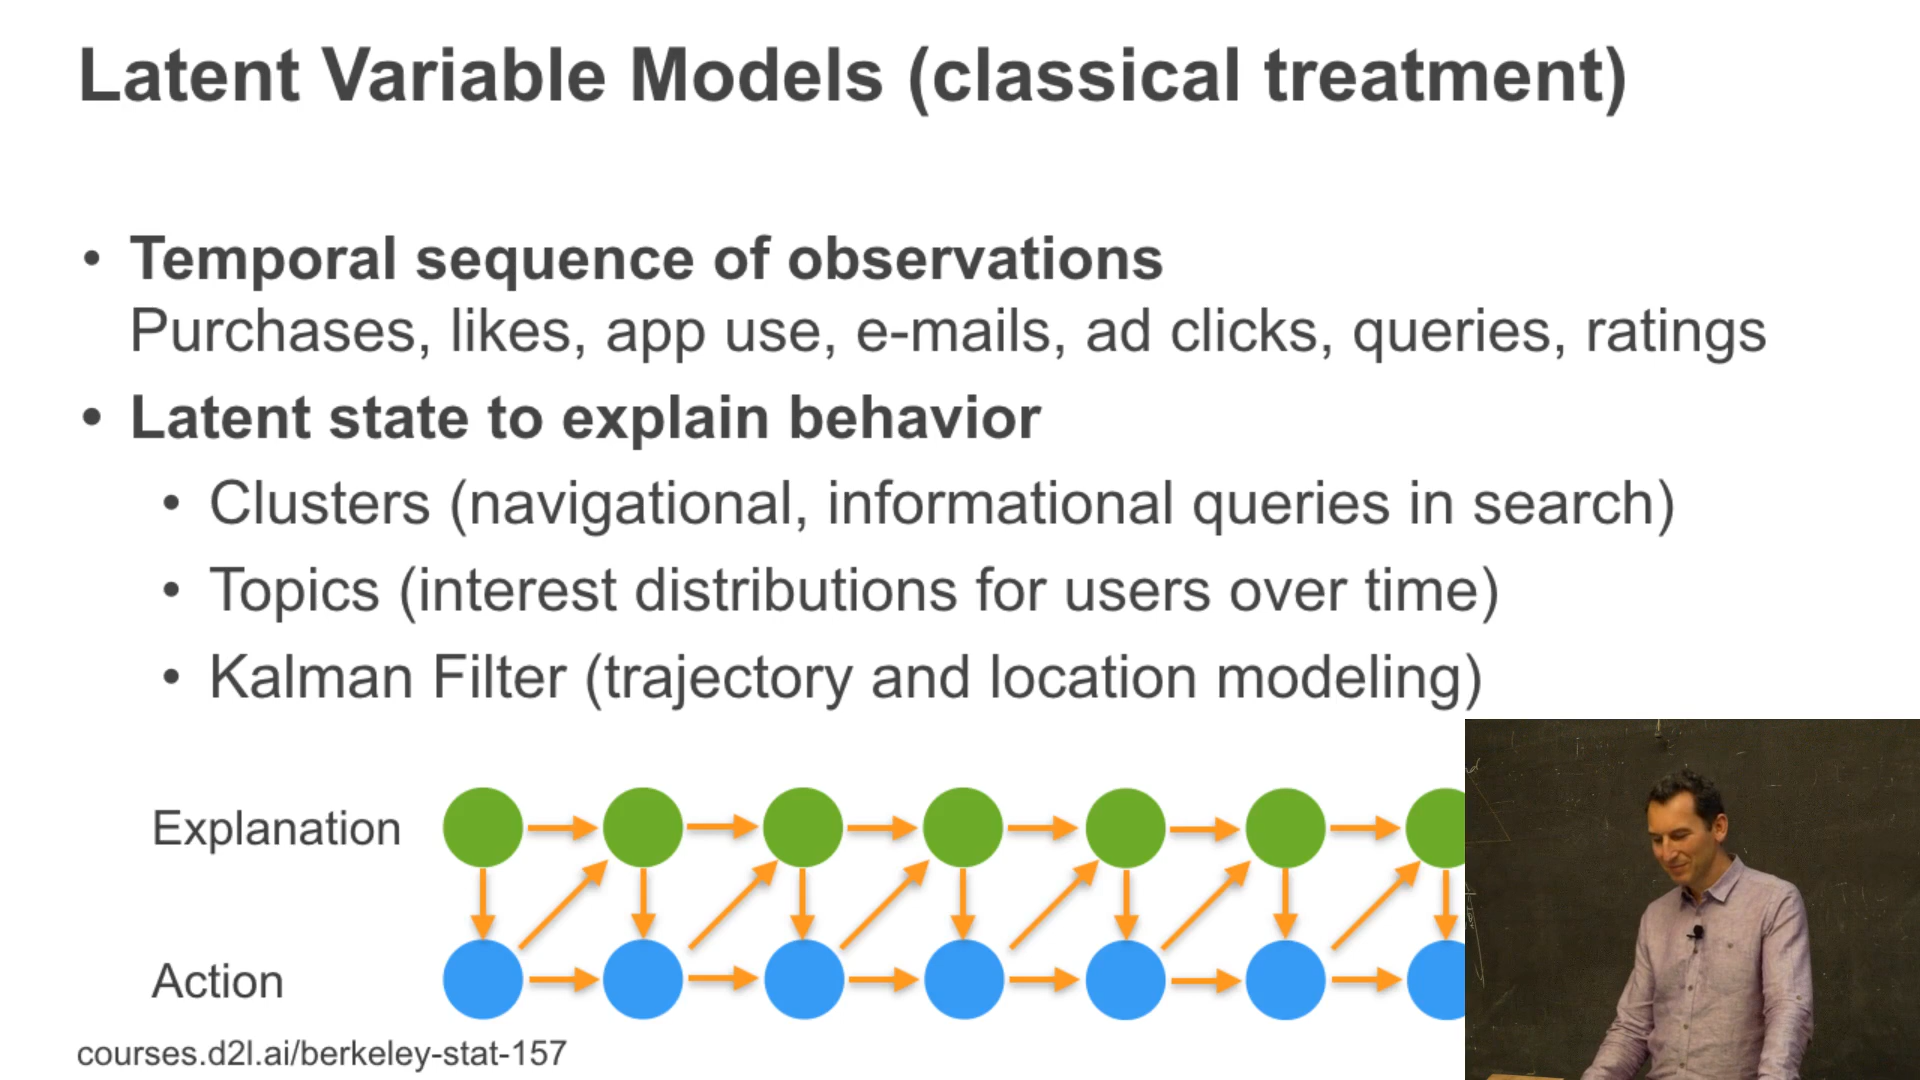 Latent Variable Models (classical treatment)
• Temporal sequence of observations
Purchases, likes, app use, e-mails, ad clicks, queries, ratings
• Latent state to explain behavior
• Clusters (navigational, informational queries in search)
• Topics (interest distributions for users over time)
• Kalman Filter (trajectory and location modeling)
Explanation
Action
courses.d2l.ai/berkeley-stat-157